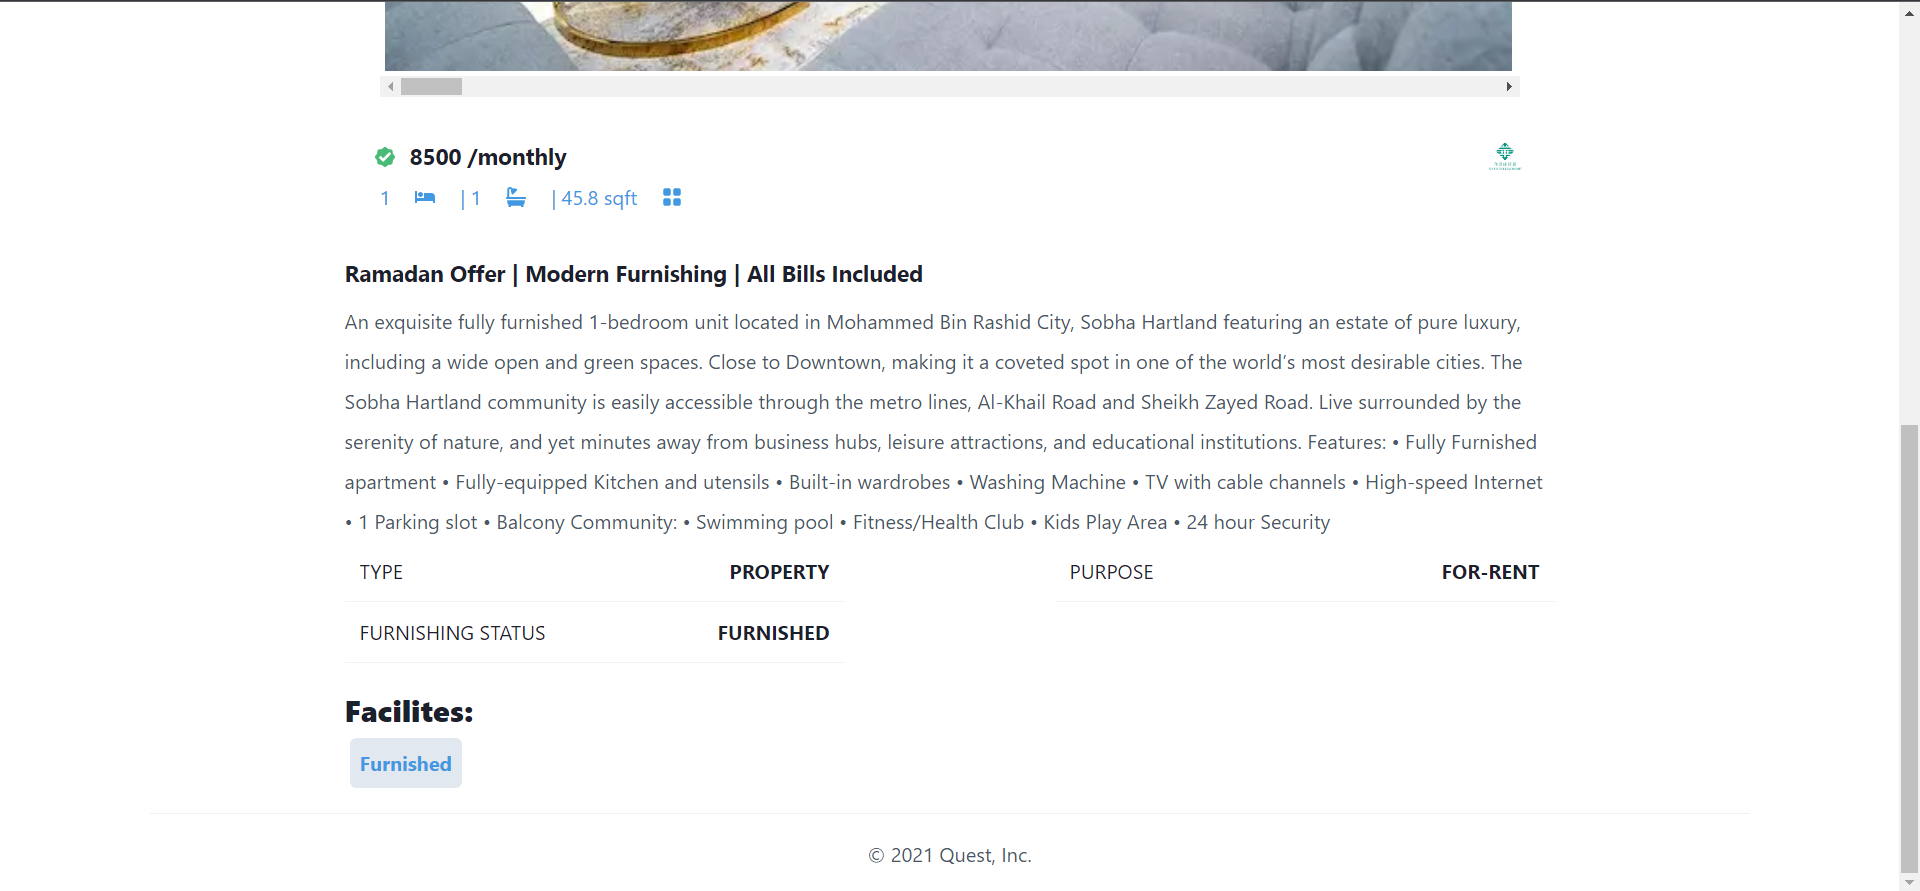 8500 /monthly
1 | 1 | 45.8 sqft
Ramadan Offer | Modern Furnishing | All Bills Included
An exquisite fully furnished 1-bedroom unit located in Mohammed Bin Rashid City, Sobha Hartland featuring an estate of pure luxury,
including a wide open and green spaces. Close to Downtown, making it a coveted spot in one of the world’s most desirable cities. The
Sobha Hartland community is easily accessible through the metro lines, Al-Khail Road and Sheikh Zayed Road. Live surrounded by the
serenity of nature, and yet minutes away from business hubs, leisure attractions, and educational institutions. Features: • Fully Furnished
apartment • Fully-equipped Kitchen and utensils • Built-in wardrobes • Washing Machine • TV with cable channels • High-speed Internet
• 1 Parking slot • Balcony Community: • Swimming pool • Fitness/Health Club • Kids Play Area • 24 hour Security
TYPE PROPERTY PURPOSE FOR-RENT
FURNISHING STATUS FURNISHED
Facilites:
Furnished
© 2021 Quest, Inc.